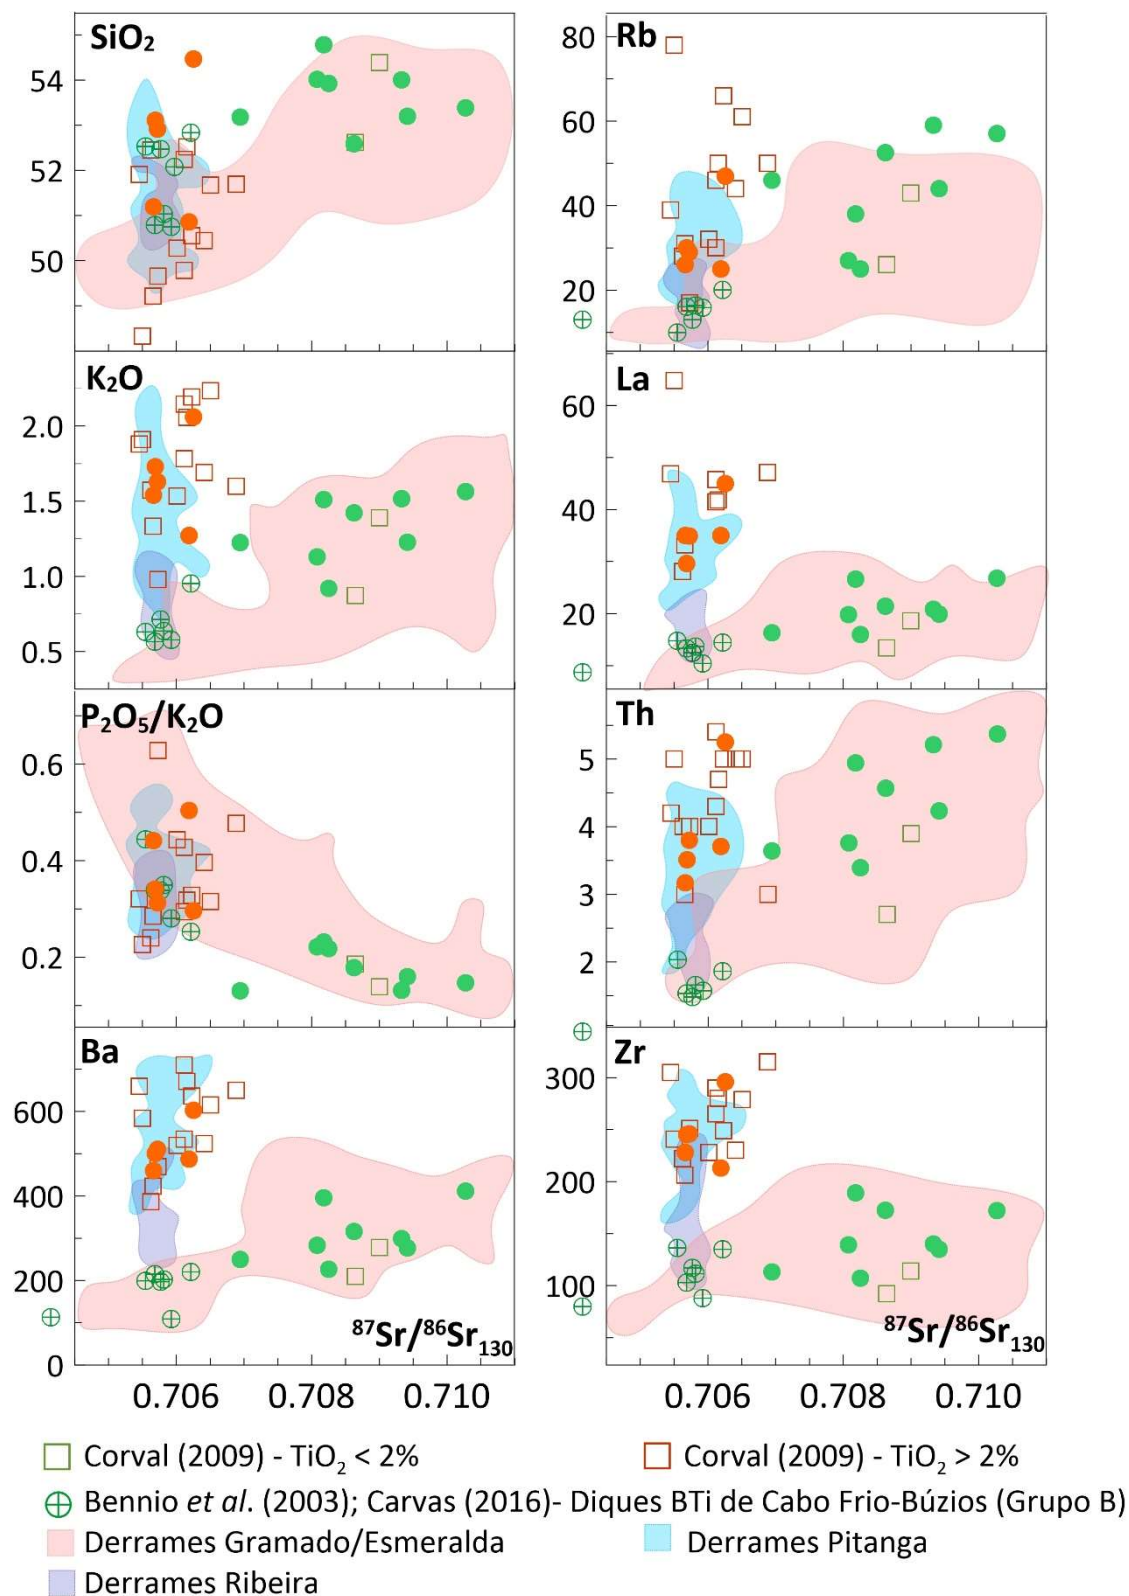 SiO₂
54
52
50
Rb
80
60
40
20
K₂O
2.0
1.5
1.0
0.5
La
60
40
20
P₂O₅/K₂O
0.6
0.4
0.2
Th
5
4
3
2
Ba
600
400
200
0
⁸⁷Sr/⁸⁶Sr₁₃₀
0.706 0.708 0.710
Zr
300
200
100
⁸⁷Sr/⁸⁶Sr₁₃₀
0.706 0.708 0.710
Corval (2009) - TiO₂ < 2%
Corval (2009) - TiO₂ > 2%
Bennio et al. (2003); Carvas (2016)- Diques BTi de Cabo Frio-Búzios (Grupo B)
Derrames Gramado/Esmeralda
Derrames Pitanga
Derrames Ribeira